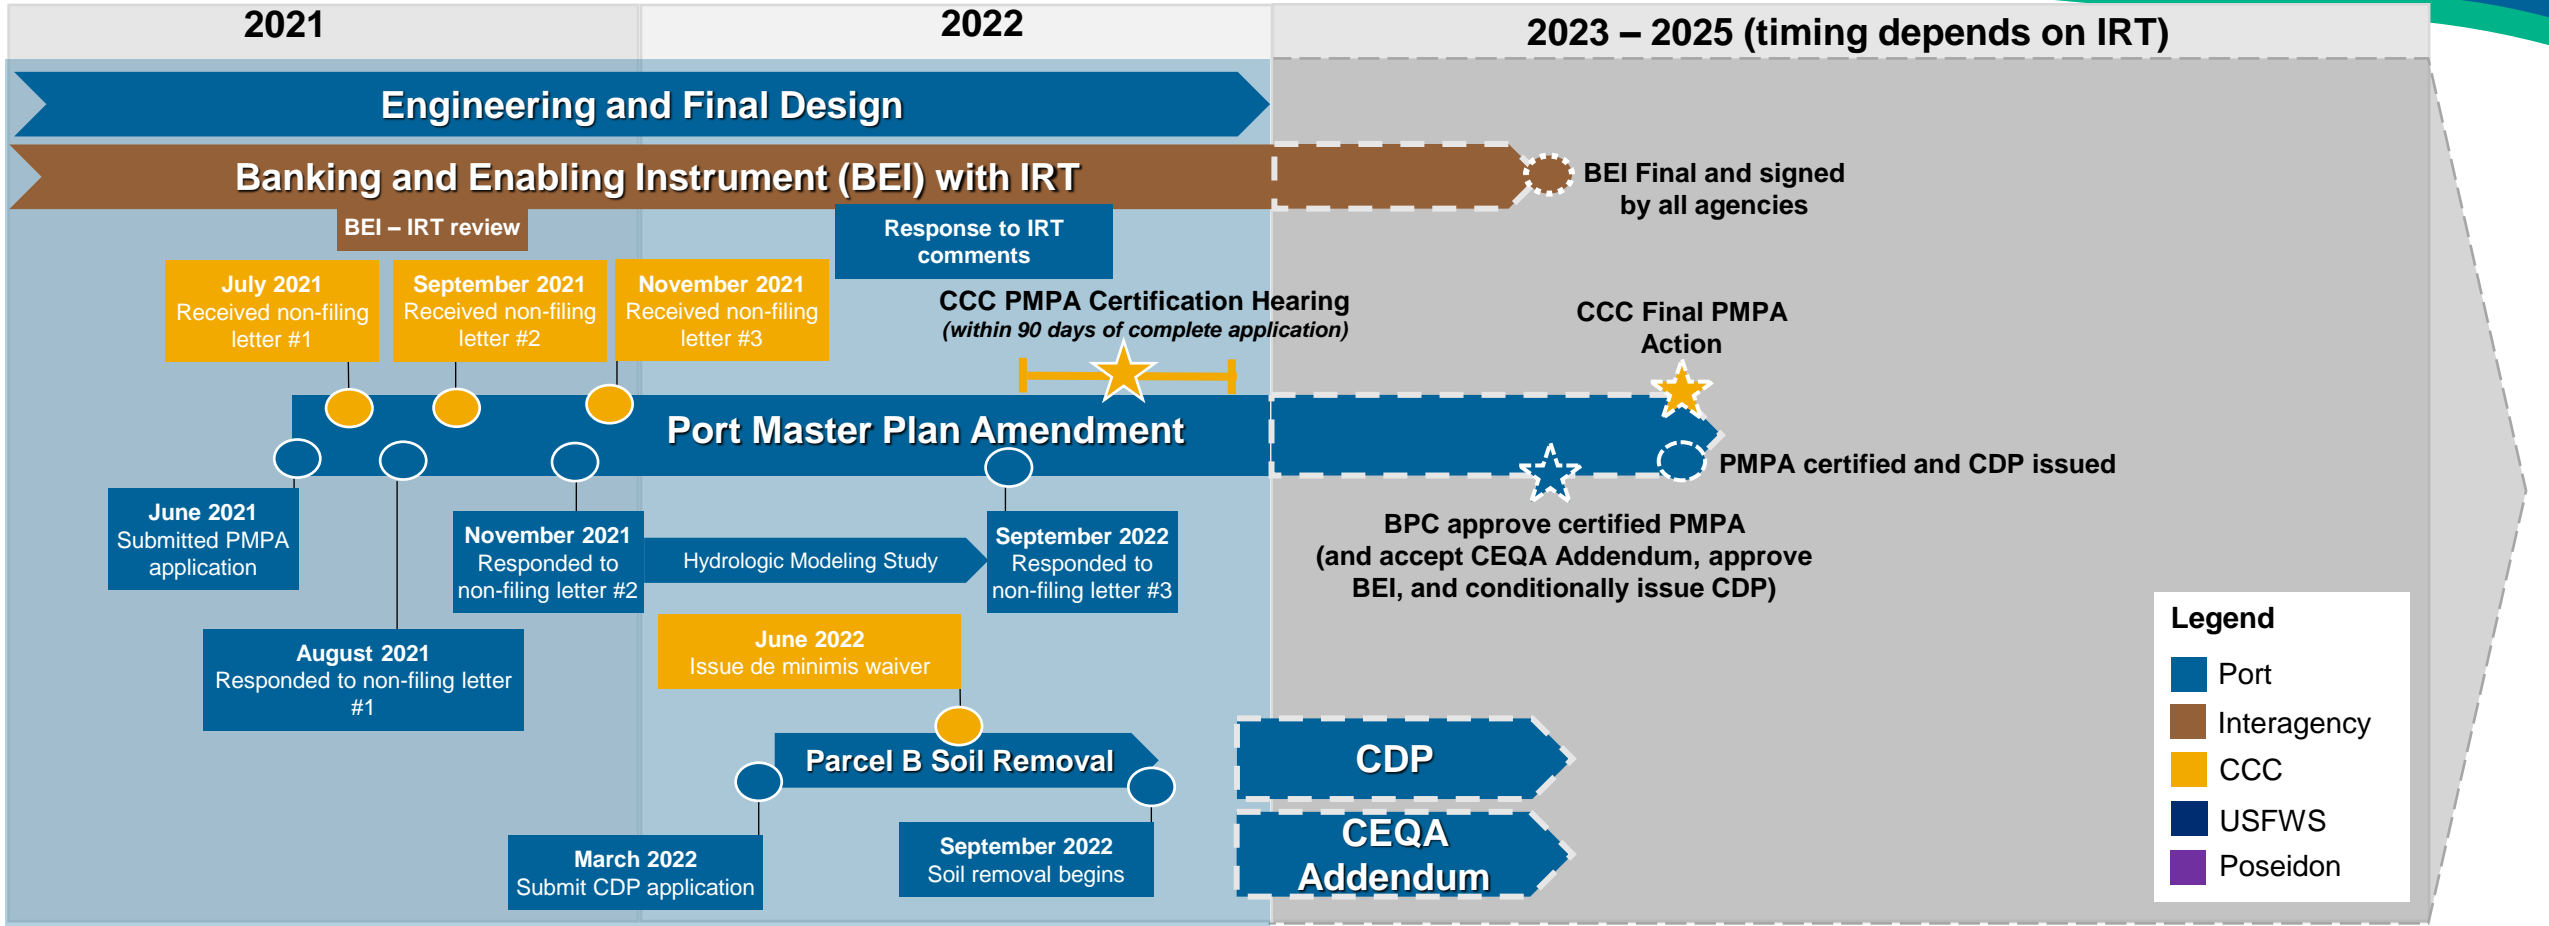 2021
2022
2023 – 2025 (timing depends on IRT)
Engineering and Final Design
Banking and Enabling Instrument (BEI) with IRT
BEI Final and signed
by all agencies
BEI – IRT review
Response to IRT
comments
July 2021
Received non-filing
letter #1
September 2021
Received non-filing
letter #2
November 2021
Received non-filing
letter #3
CCC PMPA Certification Hearing
(within 90 days of complete application)
CCC Final PMPA
Action
Port Master Plan Amendment
PMPA certified and CDP issued
June 2021
Submitted PMPA
application
November 2021
Responded to
non-filing letter #2
Hydrologic Modeling Study
September 2022
Responded to
non-filing letter #3
BPC approve certified PMPA
(and accept CEQA Addendum, approve
BEI, and conditionally issue CDP)
August 2021
Responded to non-filing letter
#1
June 2022
Issue de minimis waiver
Parcel B Soil Removal
CDP
March 2022
Submit CDP application
September 2022
Soil removal begins
CEQA
Addendum
Legend
Port
Interagency
CCC
USFWS
Poseidon